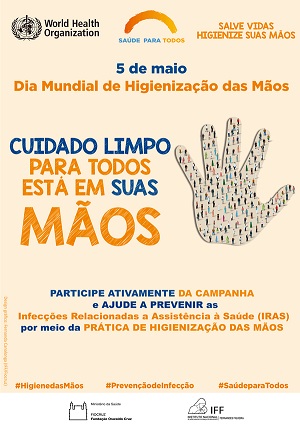 World Health
Organization
SAÚDE PARA TODOS
SALVE VIDAS
HIGIENIZE SUAS MÃOS
5 de maio
Dia Mundial de Higienização das Mãos
CUIDADO LIMPO
PARA TODOS
ESTÁ EM SUAS
MÃOS
PARTICIPE ATIVAMENTE DA CAMPANHA
e AJUDE A PREVENIR as
Infecções Relacionadas a Assistência à Saúde (IRAS)
por meio da PRÁTICA DE HIGIENIZAÇÃO DAS MÃOS
#HigienedasMãos #PrevençãodeInfecção #SaúdeparaTodos
Ministério da Saúde
FIOCRUZ
Fundação Oswaldo Cruz
IFF
INSTITUTO NACIONAL